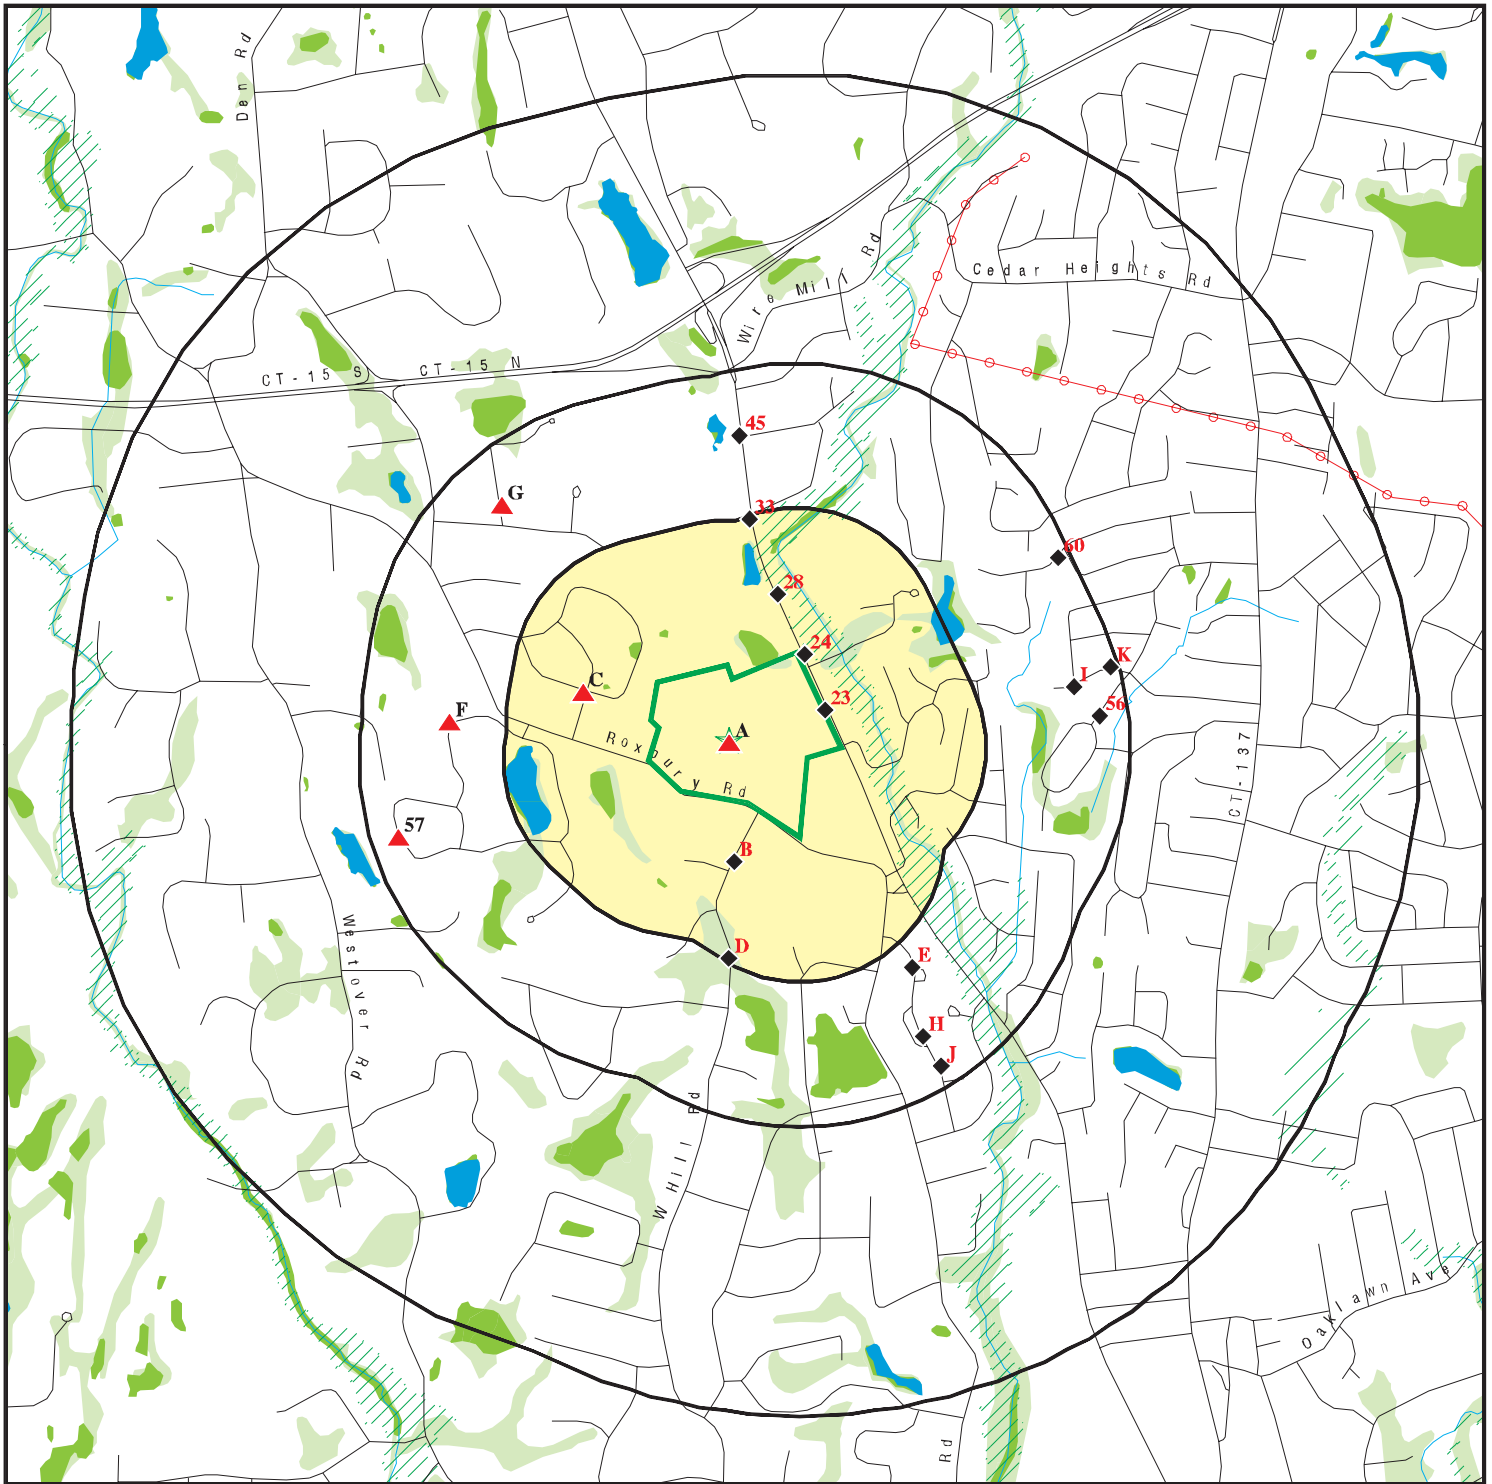 Den Rd
Wire Mill Rd
Cedar Heights Rd
CT-15 S
CT-15 N
45
G
33
60
28
24
K
C
I
F
23
56
A
Roxbury Rd
CT-137
57
B
Westover Rd
D
E
H
J
W Hill Rd
Oaklawn Ave
Rd